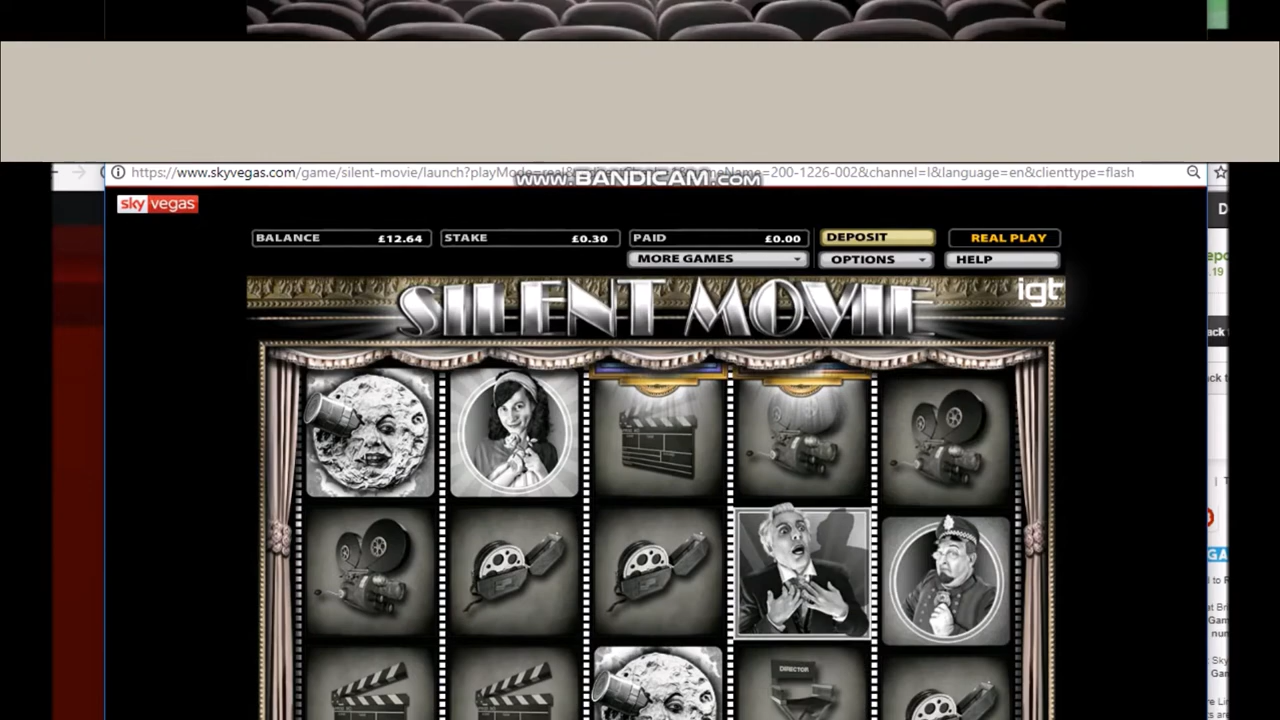 https://www.skyvegas.com/game/silent-movie/launch?playMode=real& Name=200-1226-002&channel=I&language=en&clienttype=flash
www.BANDICAM.com
sky vegas
BALANCE £12.64 STAKE £0.30 PAID £0.00 DEPOSIT REAL PLAY
MORE GAMES OPTIONS HELP
SILENT MOVIE
igt
DIRECTOR